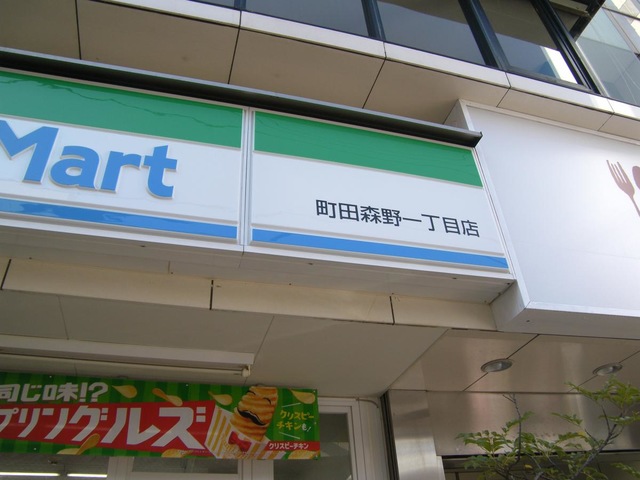 Mart
町田森野一丁目店
同じ味!?
プリングルズ
クリスピー
チキンも!
クリスピーチキン